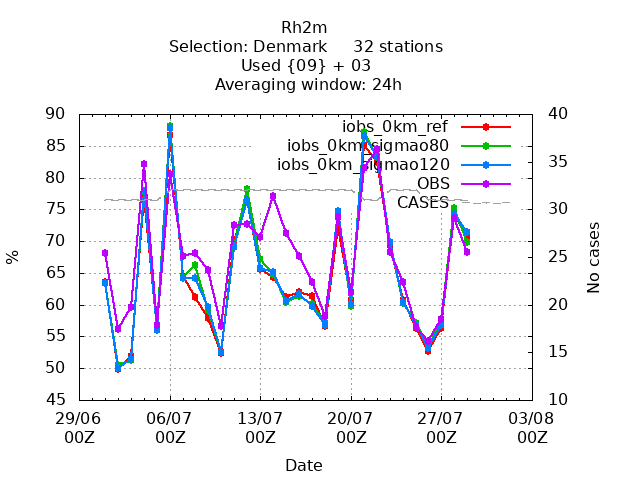 Rh2m
Selection: Denmark     32 stations
Used {09} + 03
Averaging window: 24h
90
85
80
75
70
65
60
55
50
45
%
40
35
30
25
20
15
10
No cases
iobs_0km_ref
iobs_0km_sigmao80
iobs_0km_sigmao120
OBS
CASES
29/06 06/07 13/07 20/07 27/07 03/08
00Z 00Z 00Z 00Z 00Z 00Z
Date